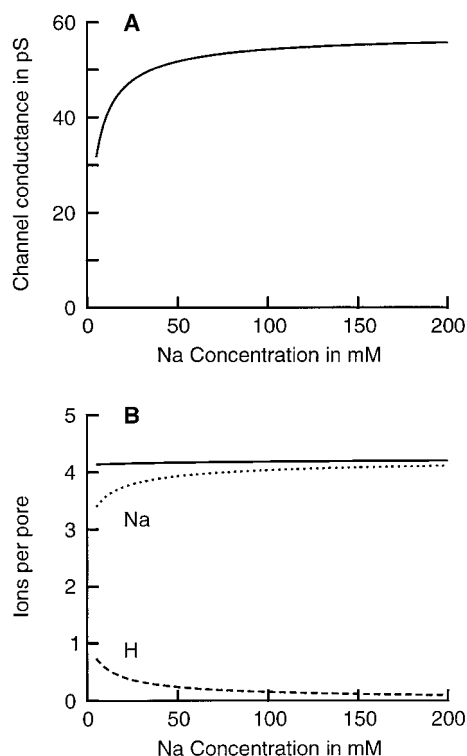 A
60
40
20
0
Channel conductance in pS
0 50 100 150 200
Na Concentration in mM
B
5
4
3
2
1
0
Ions per pore
Na
H
0 50 100 150 200
Na Concentration in mM